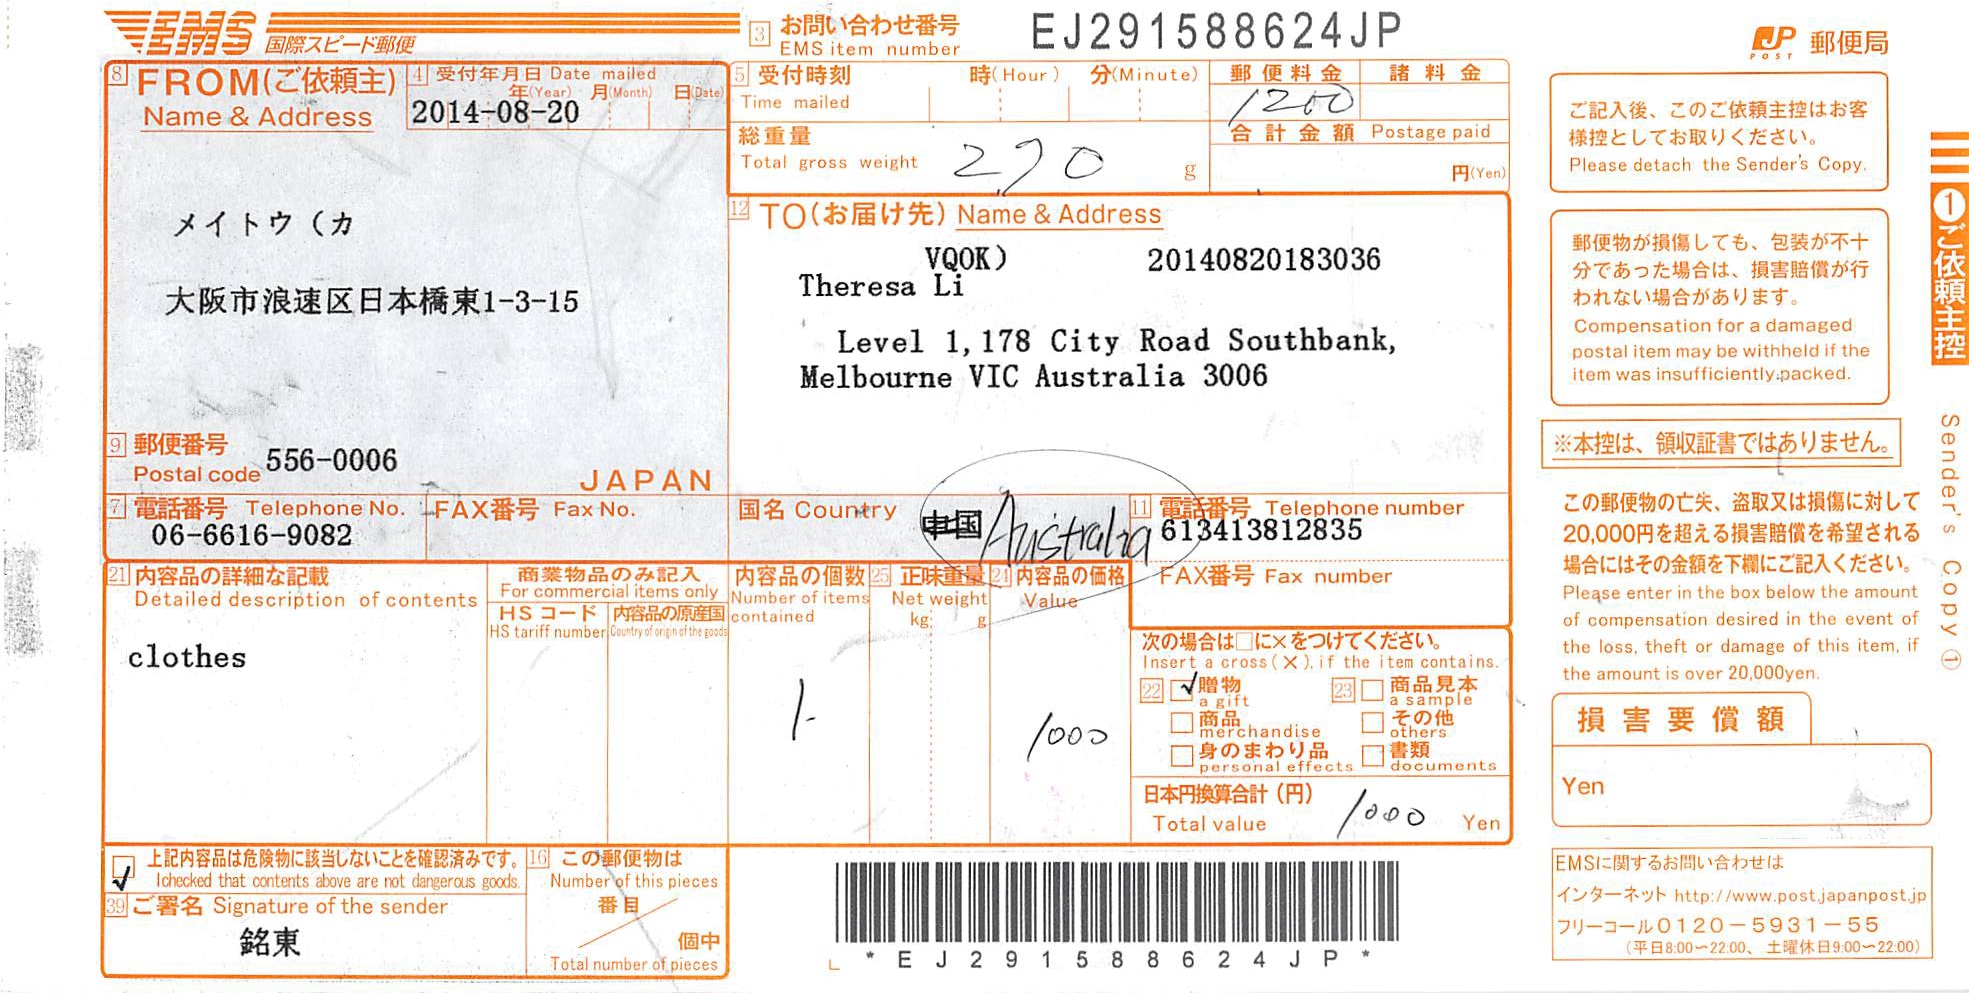 EMS 国際スピード郵便
3 お問い合わせ番号
EMS item number
EJ291588624JP
JP POST 郵便局
8 FROM(ご依頼主)
Name & Address
4 受付年月日 Date mailed
年(Year) 月(Month) 日(Date)
2014-08-20
5 受付時刻 時(Hour) 分(Minute)
Time mailed
郵便料金 諸料金
1200
総重量
Total gross weight 290 g
合計金額 Postage paid
円(Yen)
メイトウ(カ
大阪市浪速区日本橋東1-3-15
9 郵便番号
Postal code 556-0006
JAPAN
7 電話番号 Telephone No.
06-6616-9082
FAX番号 Fax No.
12 TO(お届け先) Name & Address
VQOK) 20140820183036
Theresa Li
Level 1,178 City Road Southbank,
Melbourne VIC Australia 3006
国名 Country 中国 Australia
11 電話番号 Telephone number
613413812835
FAX番号 Fax number
21 内容品の詳細な記載
Detailed description of contents
clothes
商業物品のみ記入
For commercial items only
HSコード
HS tariff number
内容品の原産国
Country of origin of the goods
内容品の個数
Number of items
contained
1
25 正味重量
Net weight
kg g
24 内容品の価格
Value
1000
次の場合は□に×をつけてください。
Insert a cross(×), if the item contains.
22 贈物
a gift
23 商品見本
a sample
商品
merchandise
その他
others
身のまわり品
personal effects
書類
documents
日本円換算合計(円)
Total value 1000 Yen
上記内容品は危険物に該当しないことを確認済みです。
I checked that contents above are not dangerous goods.
39 ご署名 Signature of the sender
銘東
16 この郵便物は
Number of this pieces
番目
個中
Total number of pieces
*EJ291588624JP*
ご記入後、このご依頼主控はお客
様控としてお取りください。
Please detach the Sender's Copy.
郵便物が損傷しても、包装が不十
分であった場合は、損害賠償が行
われない場合があります。
Compensation for a damaged
postal item may be withheld if the
item was insufficiently packed.
※本控は、領収証書ではありません。
この郵便物の亡失、盗取又は損傷に対して
20,000円を超える損害賠償を希望される
場合にはその金額を下欄にご記入ください。
Please enter in the box below the amount
of compensation desired in the event of
the loss, theft or damage of this item, if
the amount is over 20,000yen.
損害要償額
Yen
EMSに関するお問い合わせは
インターネット http://www.post.japanpost.jp
フリーコール0120-5931-55
(平日8:00~22:00、土曜休日9:00~22:00)
1 ご依頼主控
Sender's Copy 1